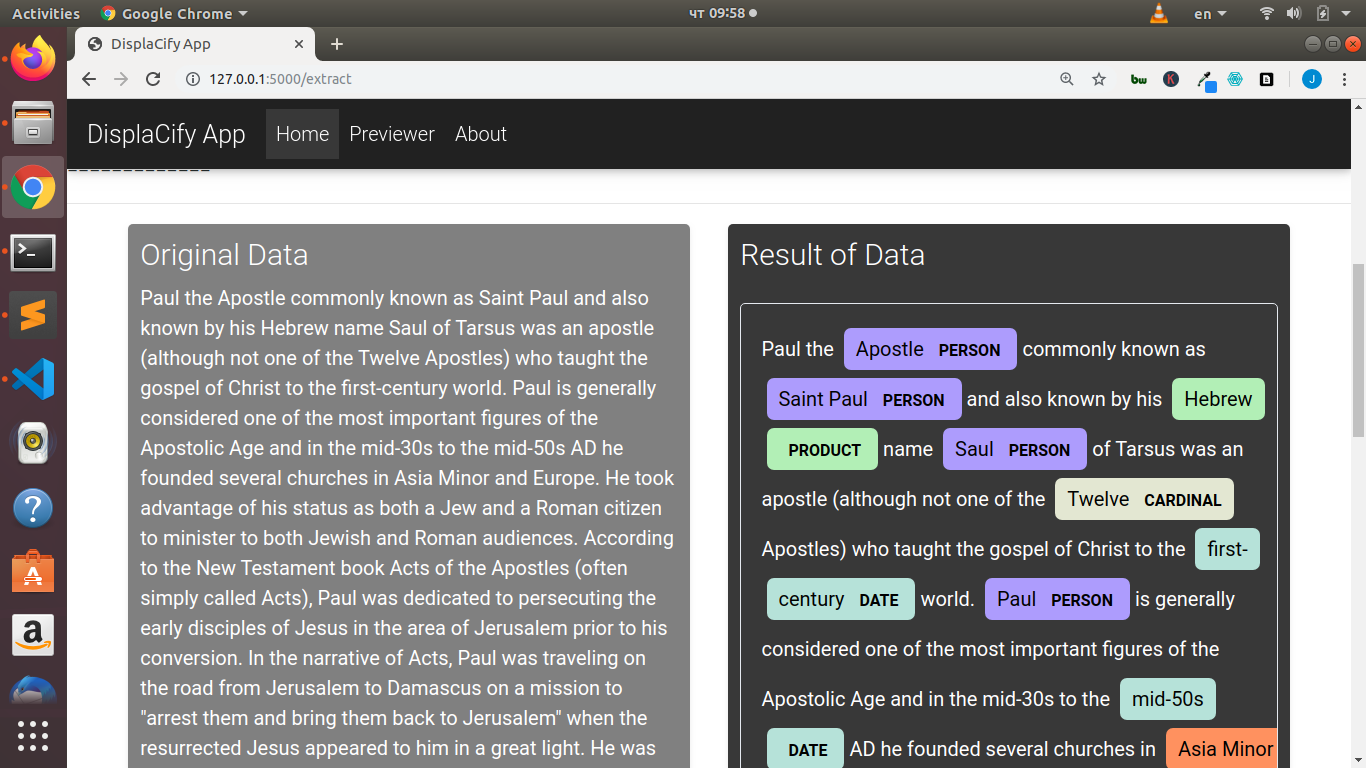 Activities
Google Chrome
чт 09:58
en
DisplaCify App
127.0.0.1:5000/extract
bw
K
J
DisplaCify App
Home
Previewer
About
Original Data
Paul the Apostle commonly known as Saint Paul and also
known by his Hebrew name Saul of Tarsus was an apostle
(although not one of the Twelve Apostles) who taught the
gospel of Christ to the first-century world. Paul is generally
considered one of the most important figures of the
Apostolic Age and in the mid-30s to the mid-50s AD he
founded several churches in Asia Minor and Europe. He took
advantage of his status as both a Jew and a Roman citizen
to minister to both Jewish and Roman audiences. According
to the New Testament book Acts of the Apostles (often
simply called Acts), Paul was dedicated to persecuting the
early disciples of Jesus in the area of Jerusalem prior to his
conversion. In the narrative of Acts, Paul was traveling on
the road from Jerusalem to Damascus on a mission to
"arrest them and bring them back to Jerusalem" when the
resurrected Jesus appeared to him in a great light. He was
Result of Data
Paul the Apostle PERSON commonly known as
Saint Paul PERSON and also known by his Hebrew
PRODUCT name Saul PERSON of Tarsus was an
apostle (although not one of the Twelve CARDINAL
Apostles) who taught the gospel of Christ to the first-
century DATE world. Paul PERSON is generally
considered one of the most important figures of the
Apostolic Age and in the mid-30s to the mid-50s
DATE AD he founded several churches in Asia Minor